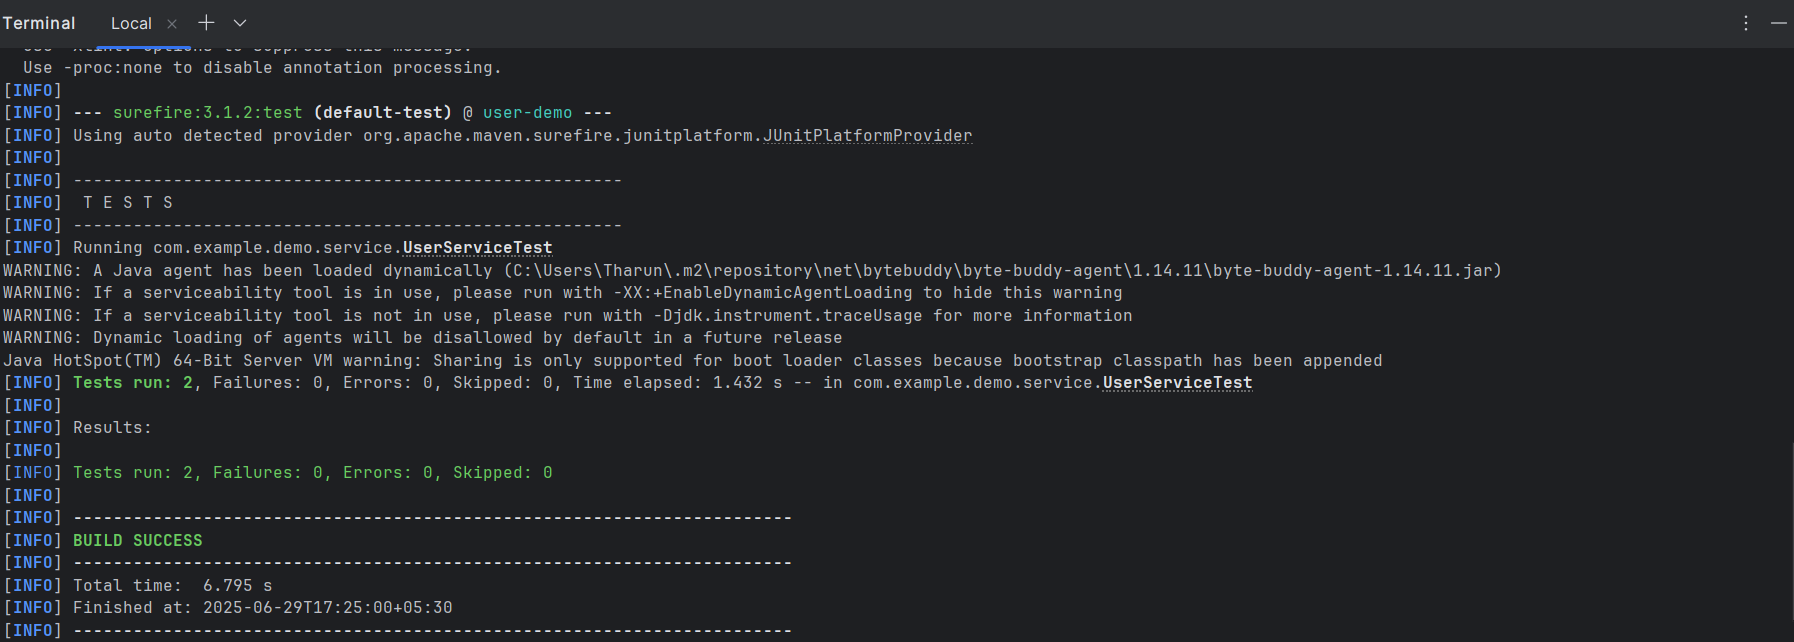 Terminal Local
Use -proc:none to disable annotation processing.
[INFO]
[INFO] --- surefire:3.1.2:test (default-test) @ user-demo ---
[INFO] Using auto detected provider org.apache.maven.surefire.junitplatform.JUnitPlatformProvider
[INFO]
[INFO] -------------------------------------------------------
[INFO]  T E S T S
[INFO] -------------------------------------------------------
[INFO] Running com.example.demo.service.UserServiceTest
WARNING: A Java agent has been loaded dynamically (C:\Users\Tharun\.m2\repository\net\bytebuddy\byte-buddy-agent\1.14.11\byte-buddy-agent-1.14.11.jar)
WARNING: If a serviceability tool is in use, please run with -XX:+EnableDynamicAgentLoading to hide this warning
WARNING: If a serviceability tool is not in use, please run with -Djdk.instrument.traceUsage for more information
WARNING: Dynamic loading of agents will be disallowed by default in a future release
Java HotSpot(TM) 64-Bit Server VM warning: Sharing is only supported for boot loader classes because bootstrap classpath has been appended
[INFO] Tests run: 2, Failures: 0, Errors: 0, Skipped: 0, Time elapsed: 1.432 s -- in com.example.demo.service.UserServiceTest
[INFO]
[INFO] Results:
[INFO]
[INFO] Tests run: 2, Failures: 0, Errors: 0, Skipped: 0
[INFO]
[INFO] ------------------------------------------------------------------------
[INFO] BUILD SUCCESS
[INFO] ------------------------------------------------------------------------
[INFO] Total time:  6.795 s
[INFO] Finished at: 2025-06-29T17:25:00+05:30
[INFO] ------------------------------------------------------------------------